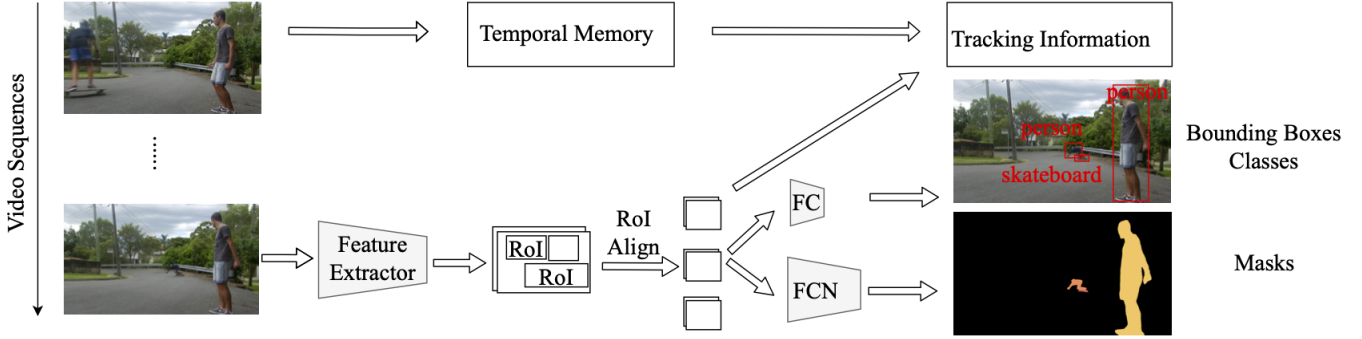 Video Sequences
Temporal Memory
Tracking Information
person
person
skateboard
Bounding Boxes
Classes
Feature
Extractor
RoI
RoI
RoI
Align
FC
FCN
Masks